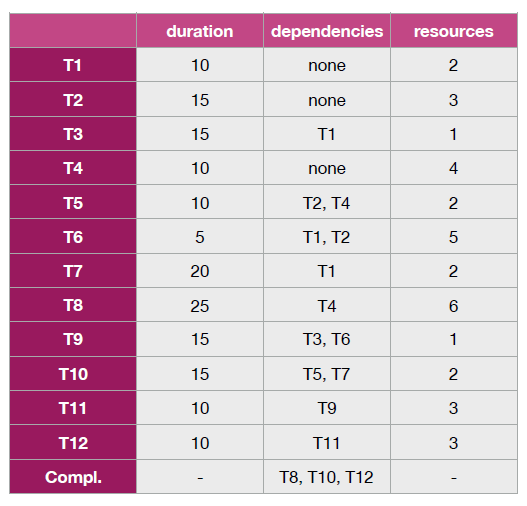 duration dependencies resources
T1 10 none 2
T2 15 none 3
T3 15 T1 1
T4 10 none 4
T5 10 T2, T4 2
T6 5 T1, T2 5
T7 20 T1 2
T8 25 T4 6
T9 15 T3, T6 1
T10 15 T5, T7 2
T11 10 T9 3
T12 10 T11 3
Compl. - T8, T10, T12 -